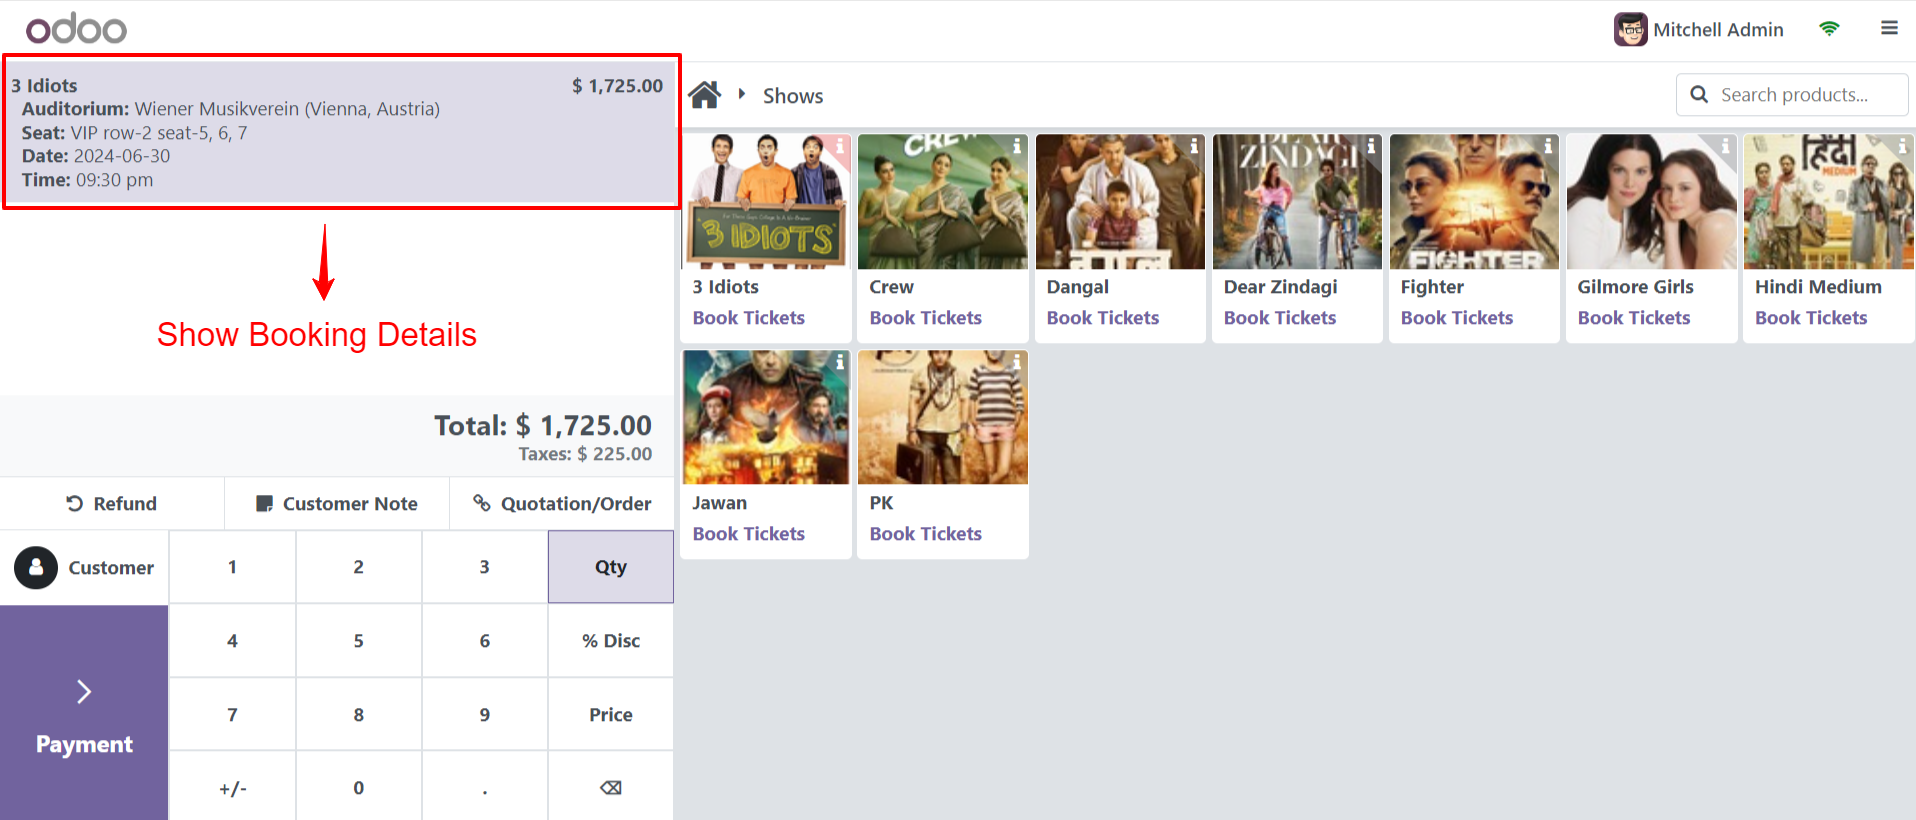 odoo
Mitchell Admin
3 Idiots $ 1,725.00
Auditorium: Wiener Musikverein (Vienna, Austria)
Seat: VIP row-2 seat-5, 6, 7
Date: 2024-06-30
Time: 09:30 pm
Show Booking Details
Total: $ 1,725.00
Taxes: $ 225.00
Refund
Customer Note
Quotation/Order
Customer
1
2
3
Qty
4
5
6
% Disc
7
8
9
Price
Payment
+/-
0
.
Shows
Search products...
3 IDIOTS
CREW
DEAR
ZINDAGI
FIGHTER
हिंदी
MEDIUM
3 Idiots
Book Tickets
Crew
Book Tickets
Dangal
Book Tickets
Dear Zindagi
Book Tickets
Fighter
Book Tickets
Gilmore Girls
Book Tickets
Hindi Medium
Book Tickets
Jawan
Book Tickets
PK
Book Tickets